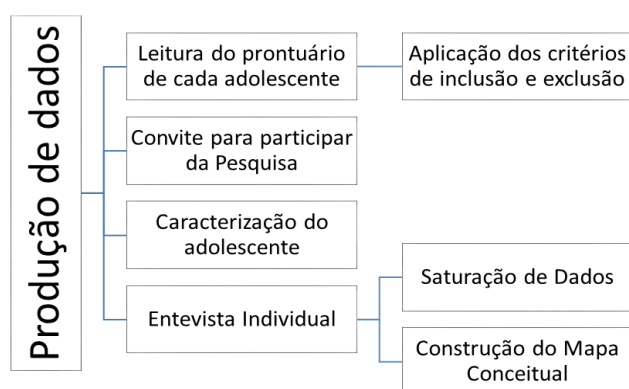 Produção de dados
Leitura do prontuário
de cada adolescente
Aplicação dos critérios
de inclusão e exclusão
Convite para participar
da Pesquisa
Caracterização do
adolescente
Entevista Individual
Saturação de Dados
Construção do Mapa
Conceitual